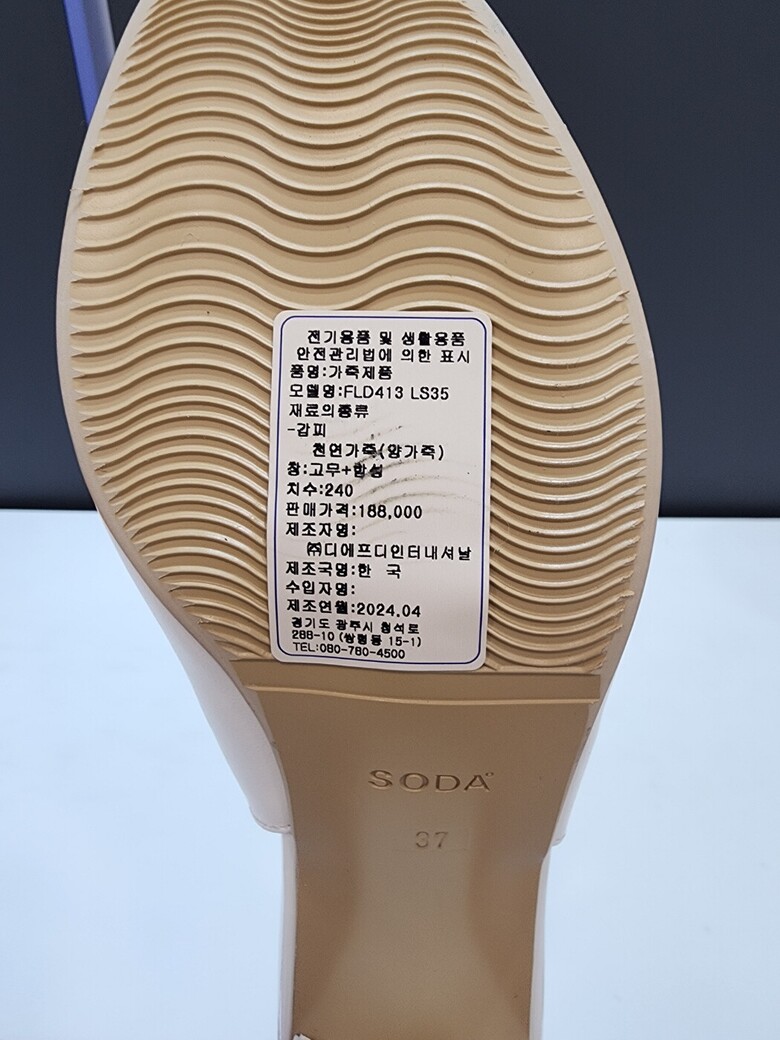 전기용품 및 생활용품
안전관리법에 의한 표시
품명:가죽제품
모델명:FLD413 LS35
재료의종류
-갑피
천연가죽(양가죽)
창:고무+합성
치수:240
판매가격:188,000
제조자명:
㈜디에프디인터내셔날
제조국명:한 국
수입자명:
제조연월:2024.04
경기도 광주시 청석로
288-10 (쌍령동 15-1)
TEL:080-780-4500
SODA
37